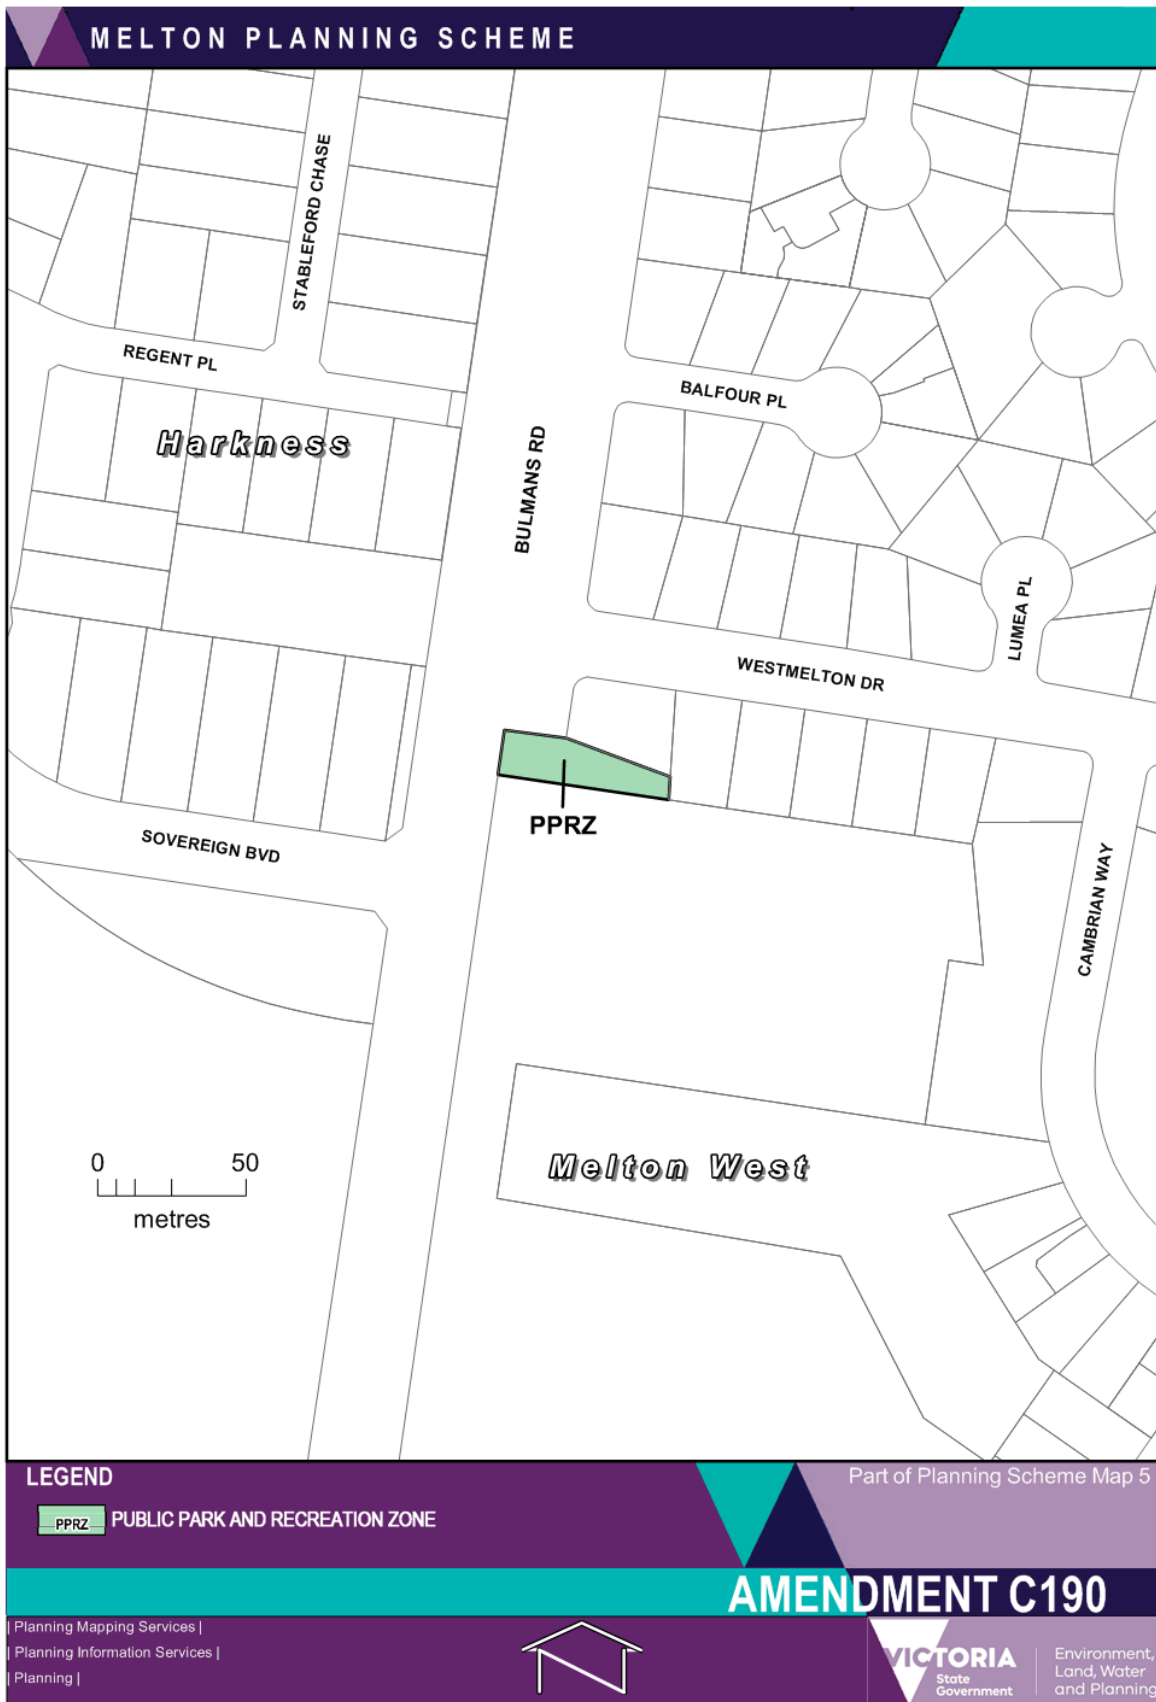 MELTON PLANNING SCHEME
STABLEFORD CHASE
REGENT PL
BALFOUR PL
Harkness
BULMANS RD
LUMEA PL
WESTMELTON DR
PPRZ
SOVEREIGN BVD
CAMBRIAN WAY
0 50
metres
Melton West
LEGEND
Part of Planning Scheme Map 5
PPRZ PUBLIC PARK AND RECREATION ZONE
AMENDMENT C190
| Planning Mapping Services |
| Planning Information Services |
| Planning |
VICTORIA
State
Government
Environment,
Land, Water
and Planning